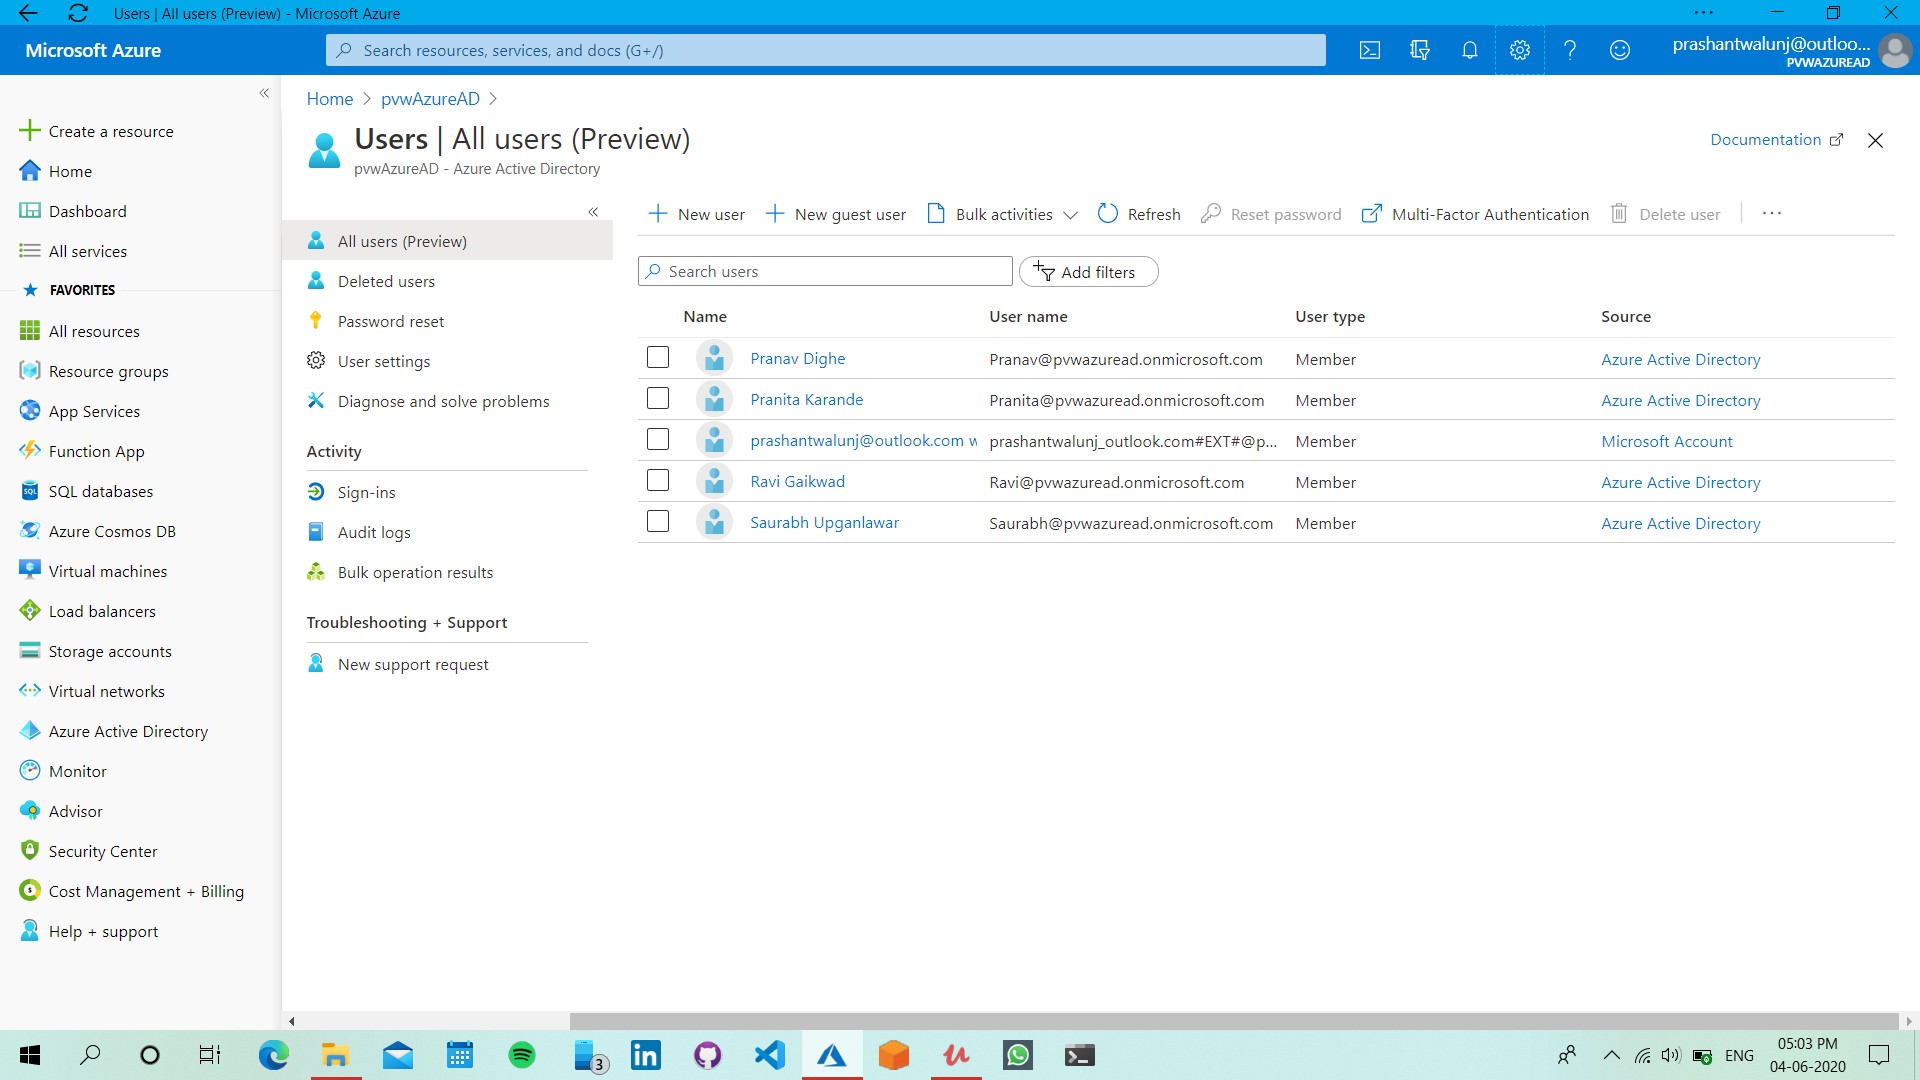 Users | All users (Preview) - Microsoft Azure
Microsoft Azure
Search resources, services, and docs (G+/)
prashantwalunj@outloo...
PVWAZUREAD
Create a resource
Home
Dashboard
All services
FAVORITES
All resources
Resource groups
App Services
Function App
SQL databases
Azure Cosmos DB
Virtual machines
Load balancers
Storage accounts
Virtual networks
Azure Active Directory
Monitor
Advisor
Security Center
Cost Management + Billing
Help + support
Home > pvwAzureAD >
Users | All users (Preview)
pvwAzureAD - Azure Active Directory
Documentation
All users (Preview)
Deleted users
Password reset
User settings
Diagnose and solve problems
Activity
Sign-ins
Audit logs
Bulk operation results
Troubleshooting + Support
New support request
New user New guest user Bulk activities Refresh Reset password Multi-Factor Authentication Delete user ...
Search users
Add filters
Name User name User type Source
Pranav Dighe Pranav@pvwazuread.onmicrosoft.com Member Azure Active Directory
Pranita Karande Pranita@pvwazuread.onmicrosoft.com Member Azure Active Directory
prashantwalunj@outlook.com w prashantwalunj_outlook.com#EXT#@p... Member Microsoft Account
Ravi Gaikwad Ravi@pvwazuread.onmicrosoft.com Member Azure Active Directory
Saurabh Upganlawar Saurabh@pvwazuread.onmicrosoft.com Member Azure Active Directory
3
ENG
05:03 PM
04-06-2020